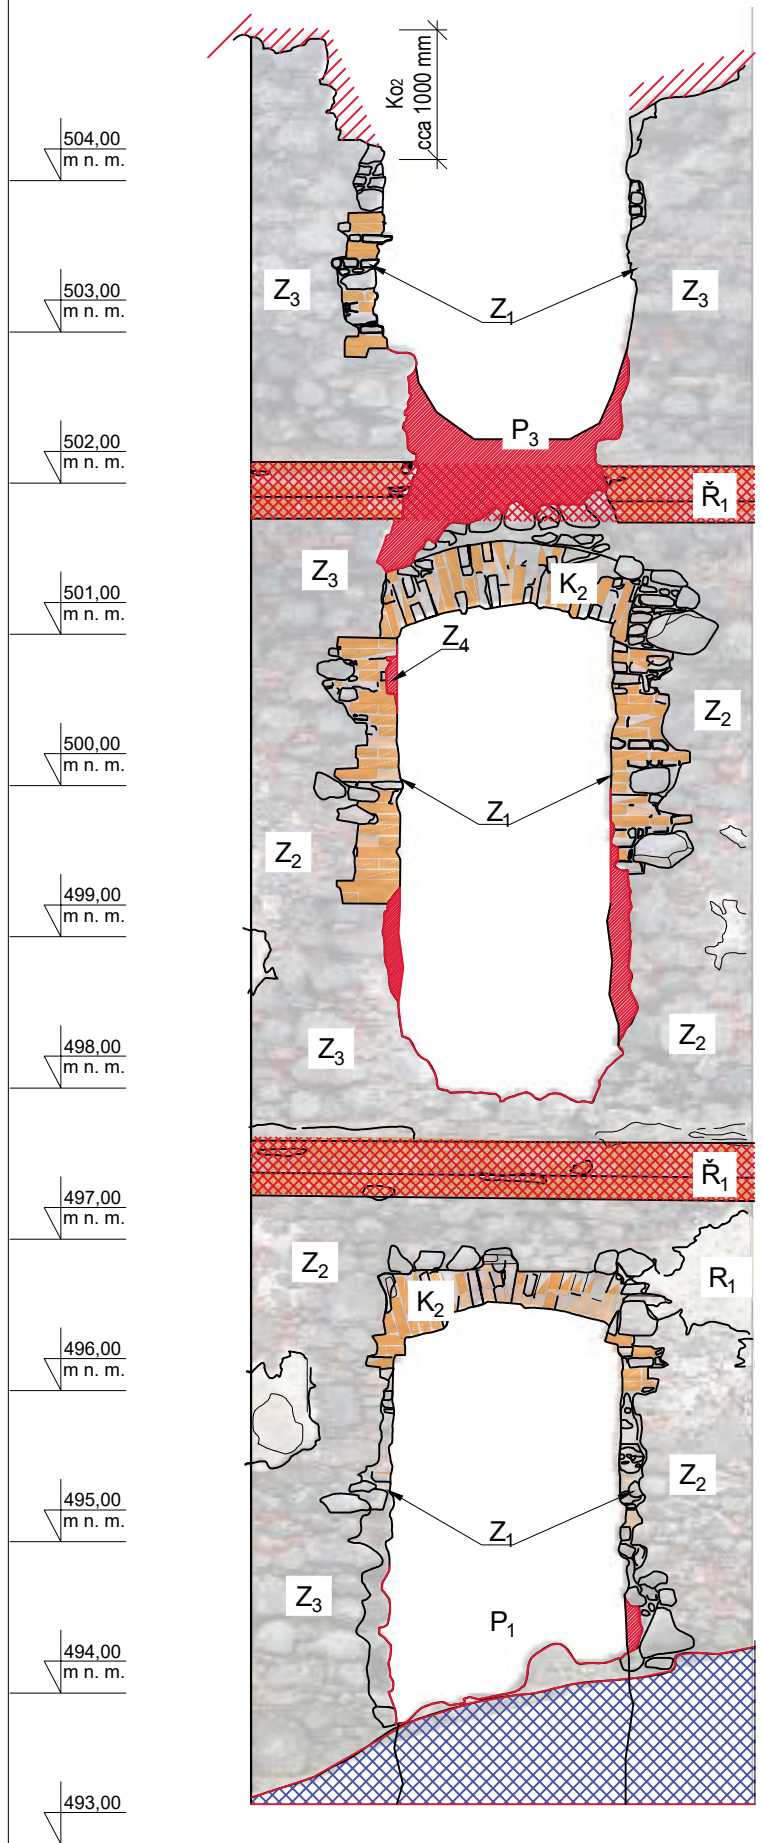 Ko2
cca 1000 mm
504,00
m n. m.
503,00
m n. m.
Z3
Z1
Z3
502,00
m n. m.
P3
Ř1
501,00
m n. m.
Z3
K2
Z4
500,00
m n. m.
Z2
Z1
499,00
m n. m.
Z2
498,00
m n. m.
Z3
Z2
497,00
m n. m.
Ř1
Z2
R1
K2
496,00
m n. m.
495,00
m n. m.
Z2
Z1
494,00
m n. m.
Z3
P1
493,00